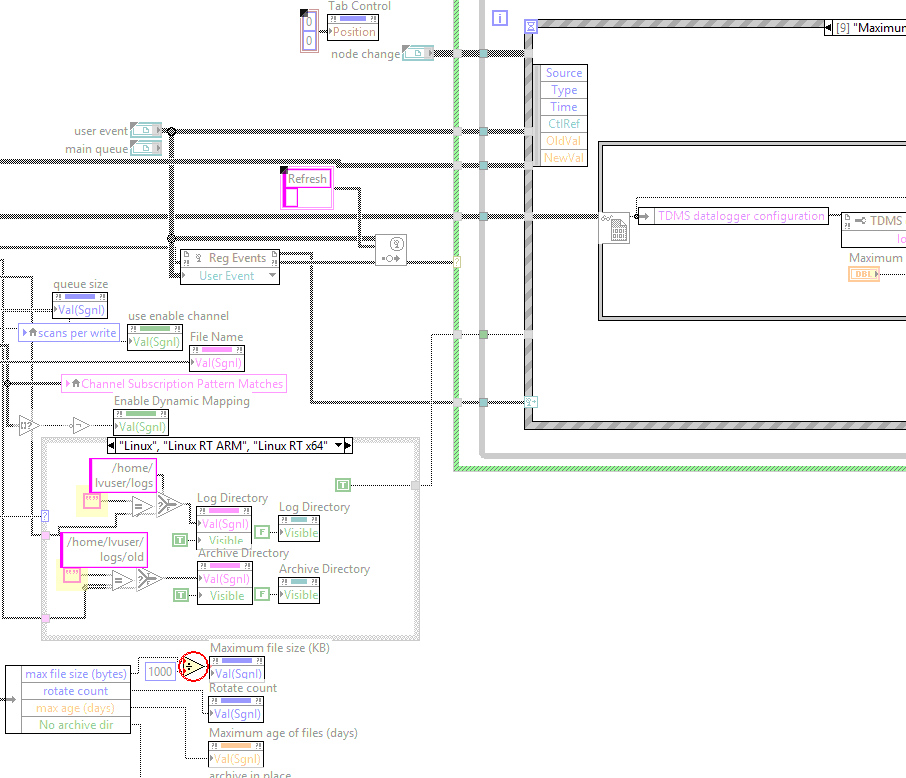 Tab Control
0
0
Position
i
[9] "Maximum
node change
Source
Type
Time
CtlRef
OldVal
NewVal
user event
main queue
Refresh
TDMS datalogger configuration
TDMS
lo
Reg Events
User Event
Maximum
DBL
queue size
Val(Sgnl)
use enable channel
scans per write
Val(Sgnl)
File Name
Val(Sgnl)
Channel Subscription Pattern Matches
Enable Dynamic Mapping
Val(Sgnl)
"Linux", "Linux RT ARM", "Linux RT x64"
/home/
lvuser/logs
T
Log Directory
Val(Sgnl)
Visible
T
Log Directory
F
Visible
/home/lvuser/
logs/old
Archive Directory
Val(Sgnl)
Visible
T
Archive Directory
F
Visible
Maximum file size (KB)
max file size (bytes)
1000
Val(Sgnl)
rotate count
Rotate count
max age (days)
Val(Sgnl)
No archive dir
Maximum age of files (days)
Val(Sgnl)
archive in place